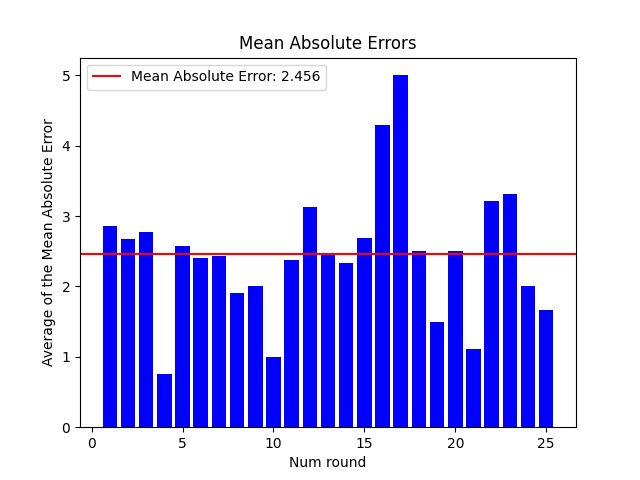 Mean Absolute Errors
Mean Absolute Error: 2.456
Average of the Mean Absolute Error
5
4
3
2
1
0
0 5 10 15 20 25
Num round